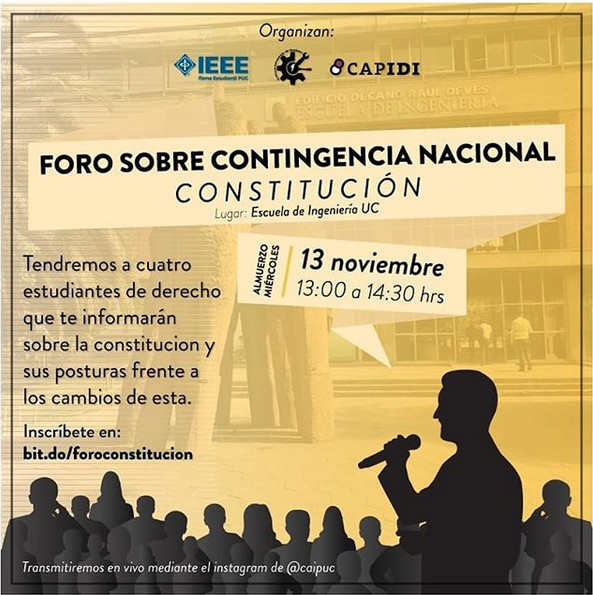 Organizan:
IEEE
Rama Estudiantil PUC
CAPIDI
EDIFICIO DECANO RAUL DEVES
ESCUELA DE INGENIERIA
FORO SOBRE CONTINGENCIA NACIONAL
CONSTITUCIÓN
Lugar: Escuela de Ingeniería UC
ALMUERZO
MIÉRCOLES
13 noviembre
13:00 a 14:30 hrs
Tendremos a cuatro
estudiantes de derecho
que te informarán
sobre la constitucion y
sus posturas frente a
los cambios de esta.
Inscríbete en:
bit.do/foroconstitucion
Transmitiremos en vivo mediante el instagram de @caipuc